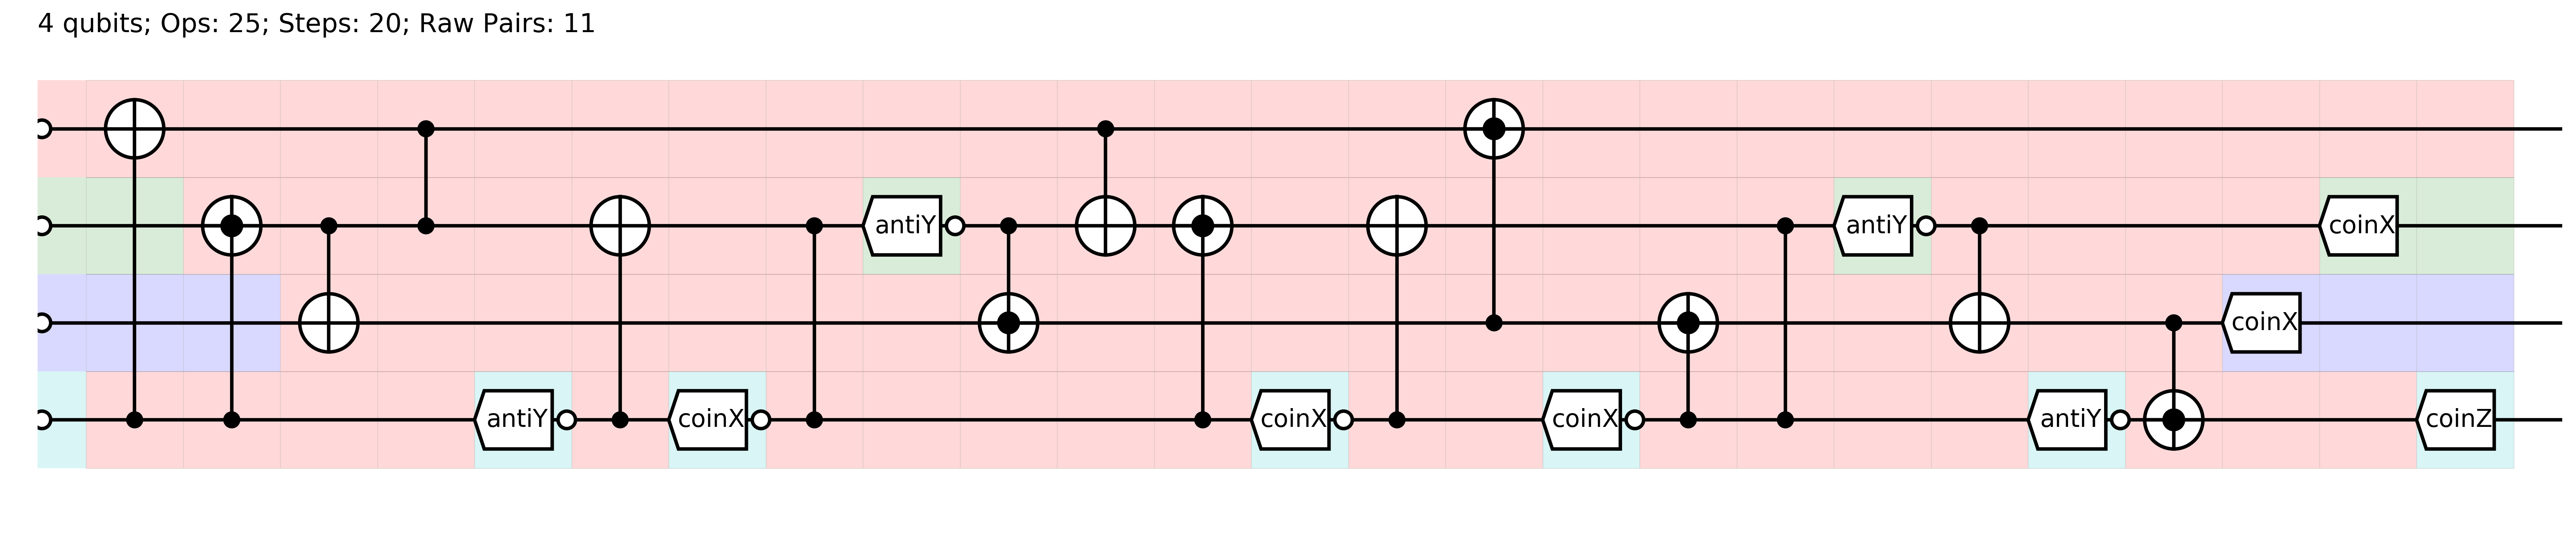 4 qubits; Ops: 25; Steps: 20; Raw Pairs: 11
antiY antiY coinX
coinX
antiY coinX coinX coinX antiY coinZ